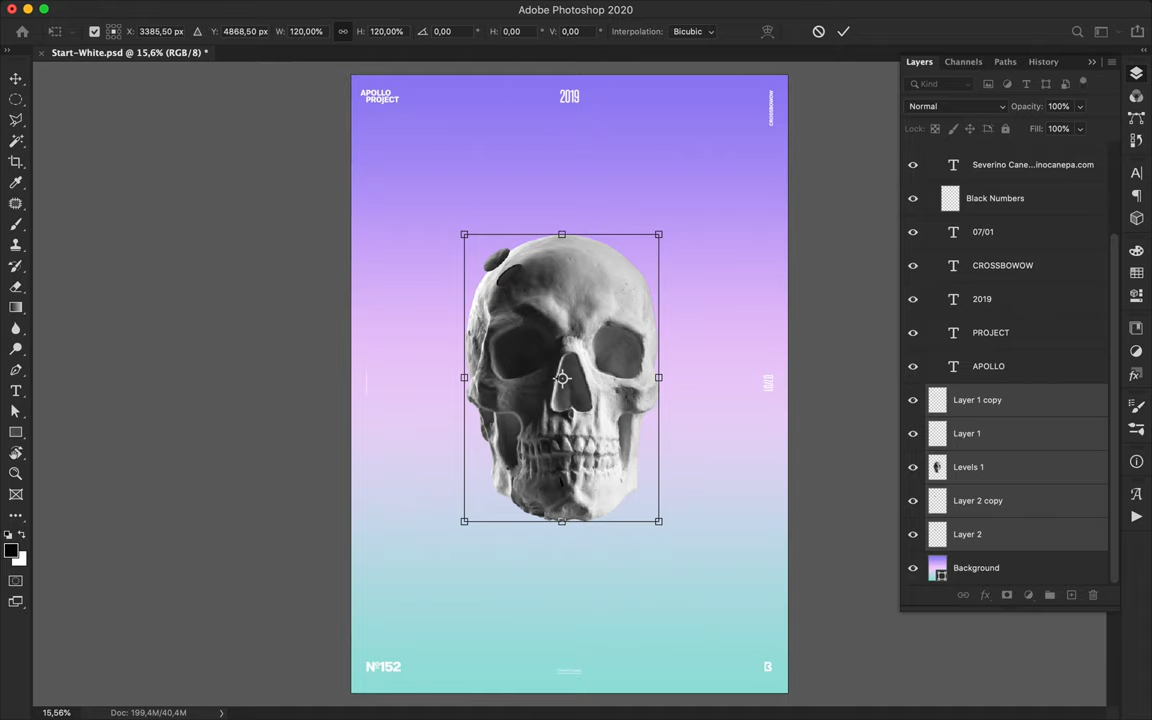 Adobe Photoshop 2020
X: 3385,50 px Y: 4868,50 px W: 120,00% H: 120,00% 0,00 ° H: 0,00 ° V: 0,00 ° Interpolation: Bicubic
Start-White.psd @ 15,6% (RGB/8) *
Layers Channels Paths History
Kind
Normal Opacity: 100%
Lock: Fill: 100%
Severino Cane...inocanepa.com
Black Numbers
07/01
CROSSBOWOW
2019
PROJECT
APOLLO
Layer 1 copy
Layer 1
Levels 1
Layer 2 copy
Layer 2
Background
APOLLO
PROJECT
2019
CROSSBOWOW
07/01
Nº152
15,56% Doc: 199,4M/40,4M